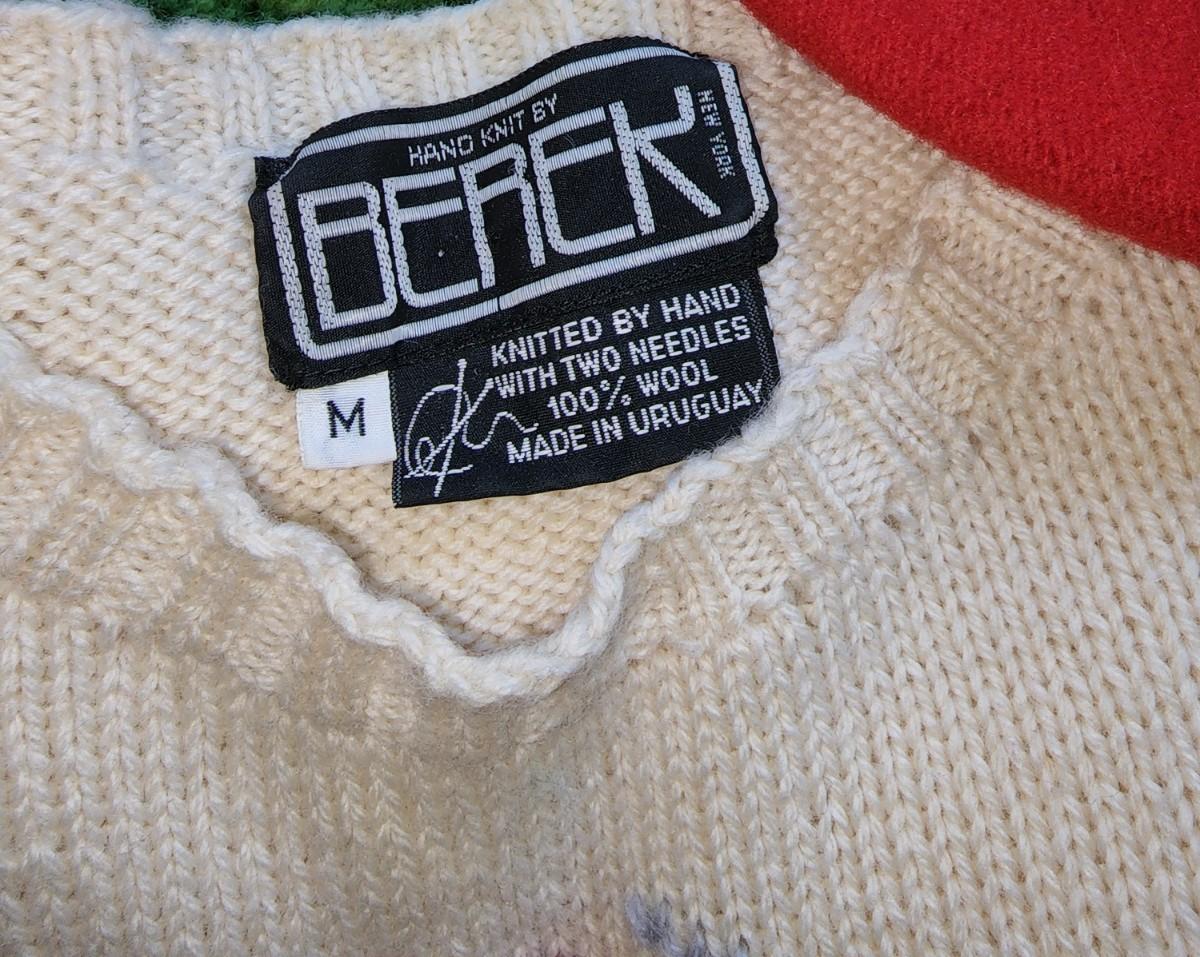 HAND KNIT BY
BEREK
NEW YORK
M
KNITTED BY HAND
WITH TWO NEEDLES
100% WOOL
MADE IN URUGUAY